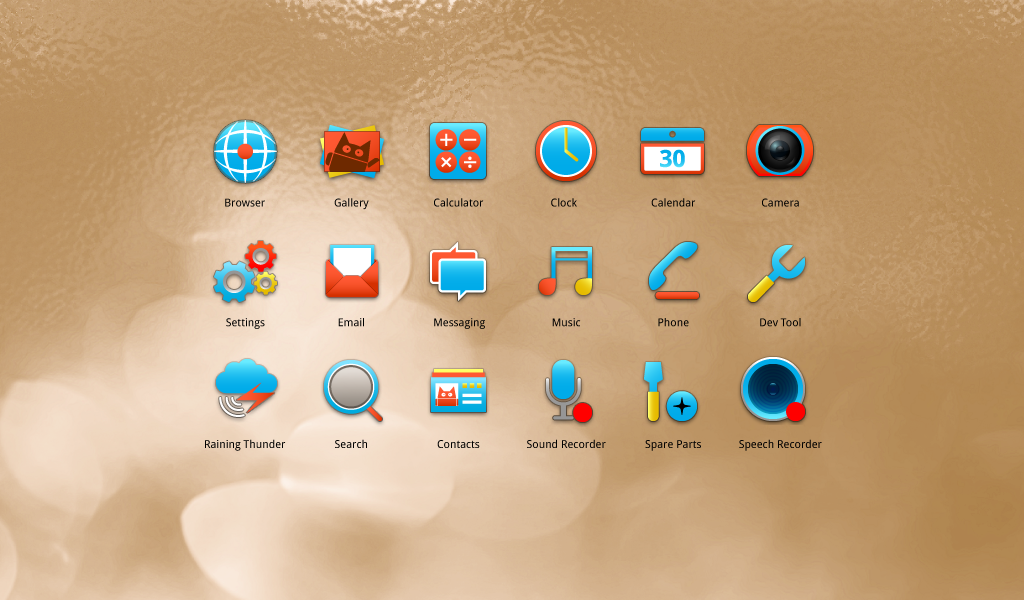 Browser
Gallery
Calculator
Clock
30
Calendar
Camera
Settings
Email
Messaging
Music
Phone
Dev Tool
Raining Thunder
Search
Contacts
Sound Recorder
Spare Parts
Speech Recorder